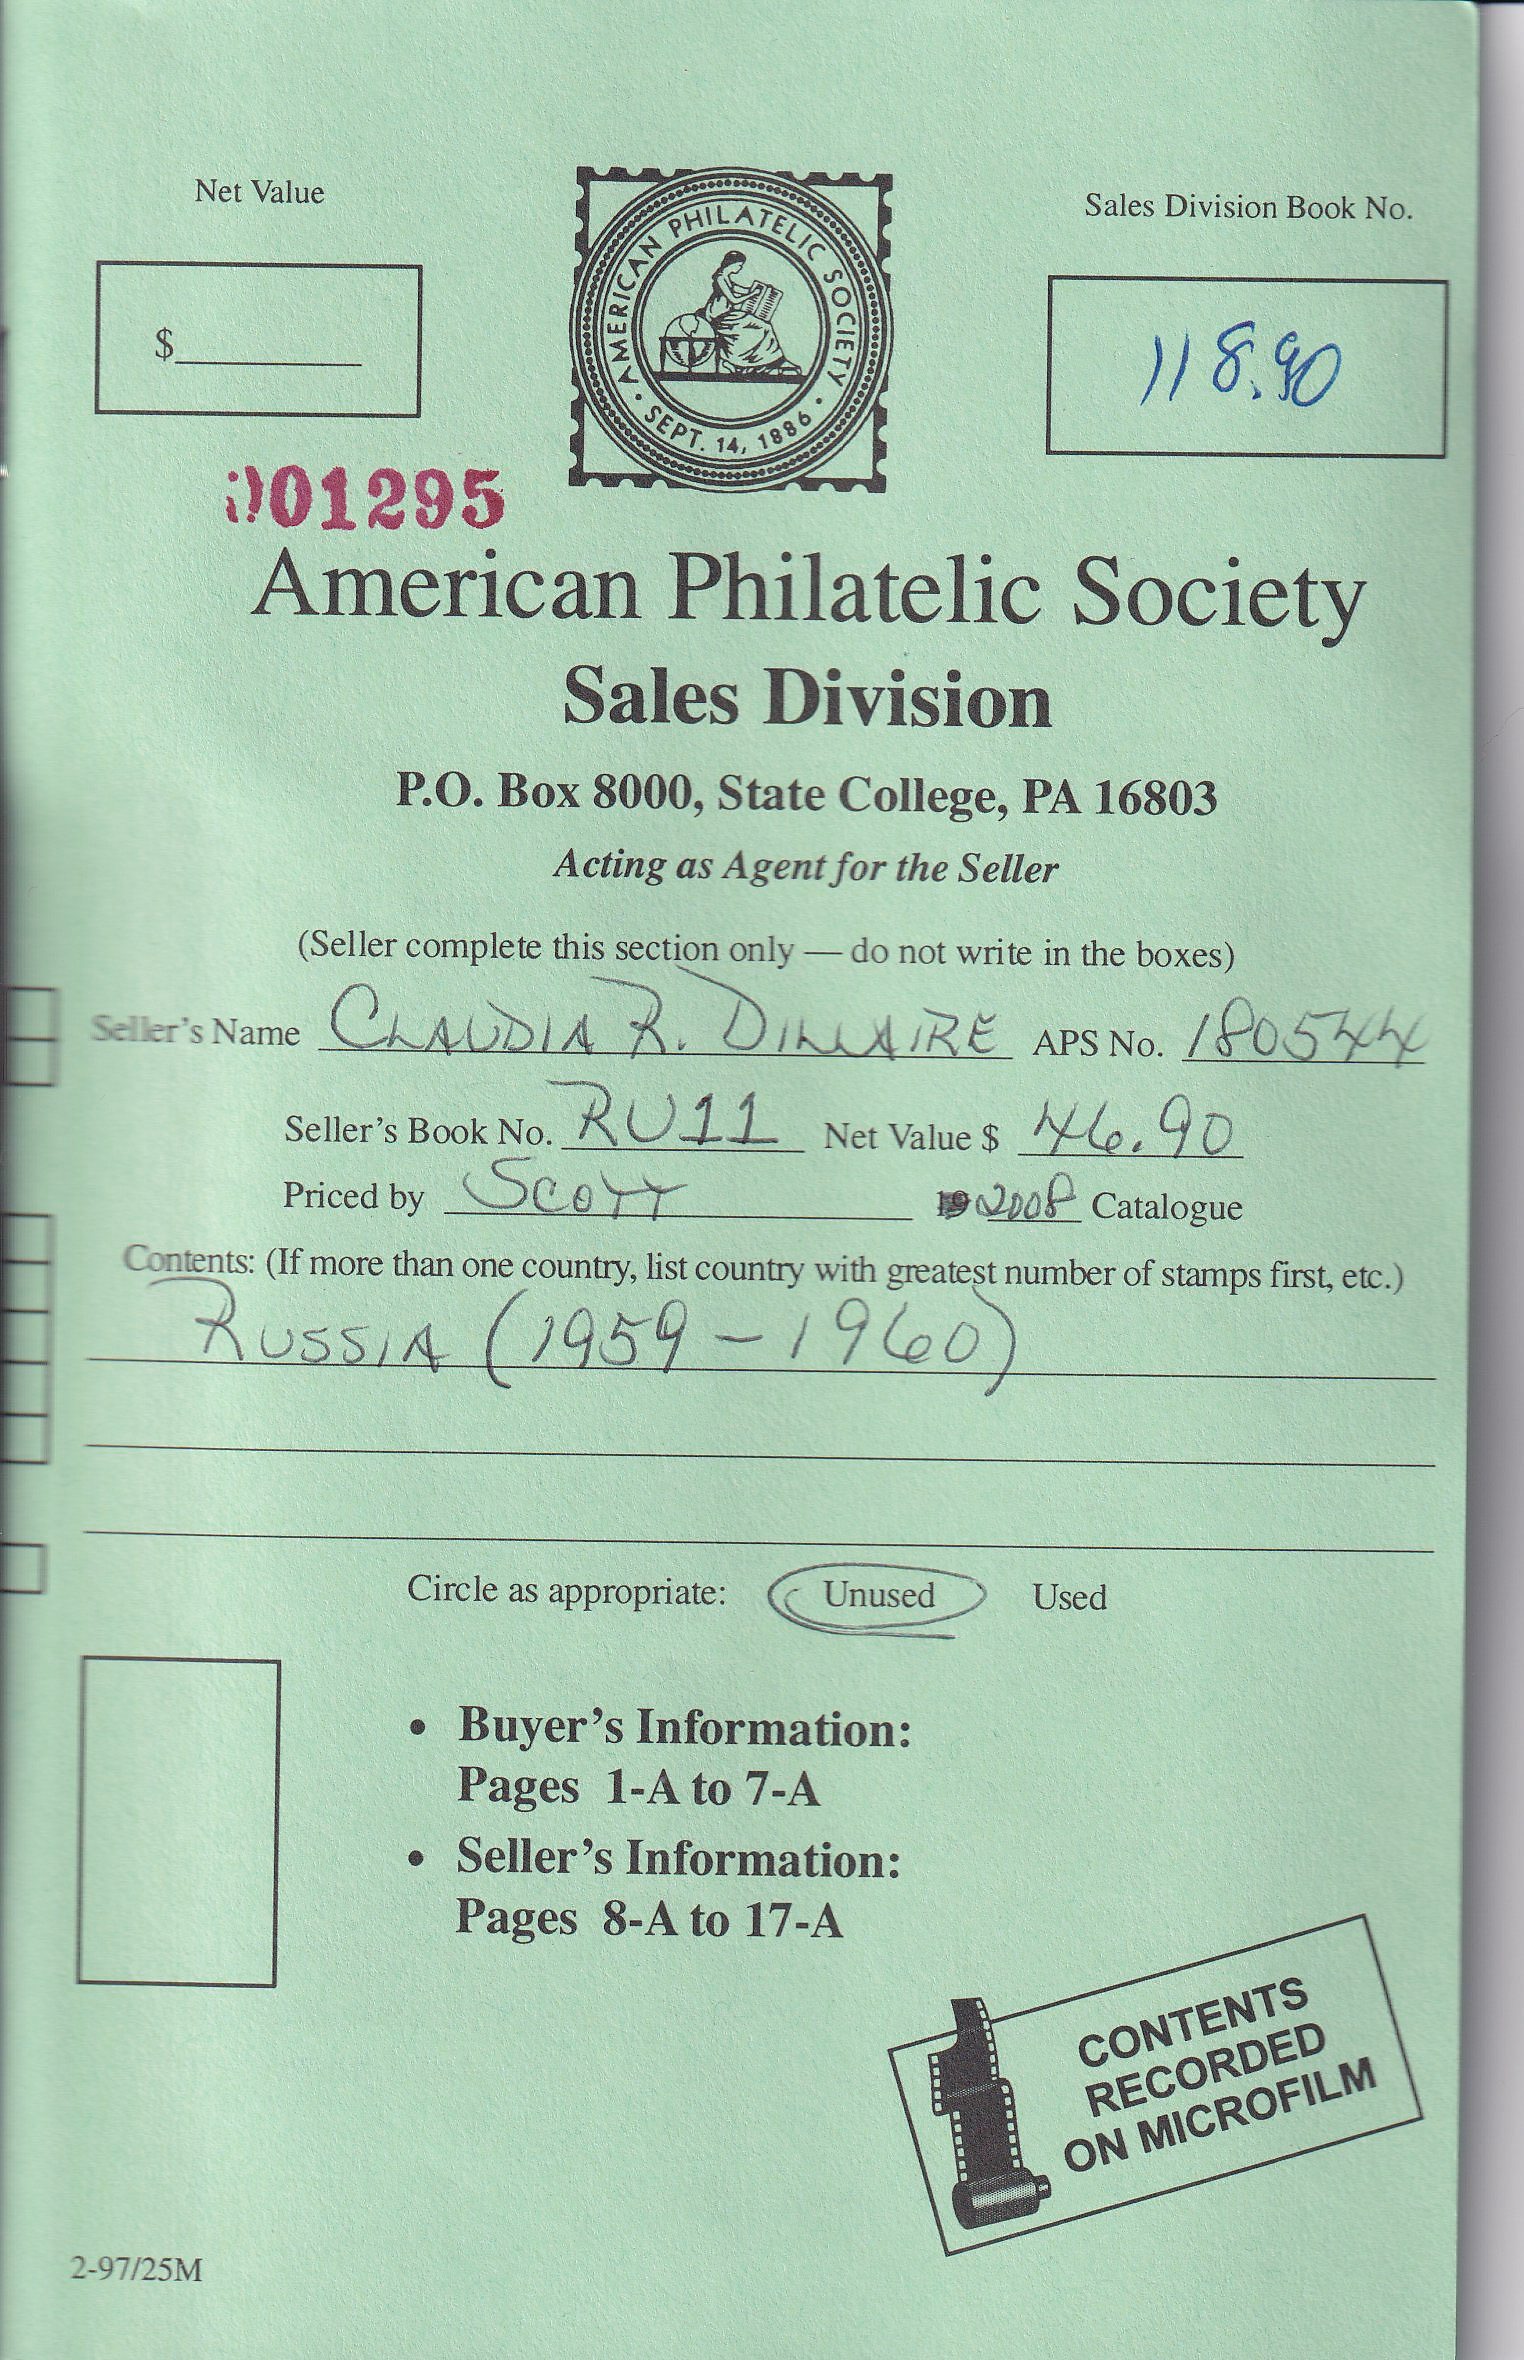 Net Value
AMERICAN PHILATELIC SOCIETY
SEPT. 14, 1886
Sales Division Book No.
$
118.90
01295
American Philatelic Society
Sales Division
P.O. Box 8000, State College, PA 16803
Acting as Agent for the Seller
(Seller complete this section only — do not write in the boxes)
Seller's Name CLAUDIA R. DILLAIRE APS No. 180544
Seller's Book No. RU11 Net Value $ 46.90
Priced by SCOTT 19 2008 Catalogue
Contents: (If more than one country, list country with greatest number of stamps first, etc.)
RUSSIA (1959 – 1960)
Circle as appropriate: Unused Used
• Buyer's Information:
Pages 1-A to 7-A
• Seller's Information:
Pages 8-A to 17-A
CONTENTS
RECORDED
ON MICROFILM
2-97/25M